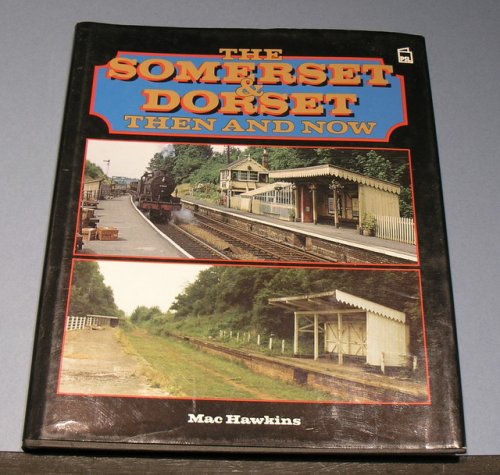 THE
SOMERSET
&
DORSET
THEN AND NOW
Mac Hawkins